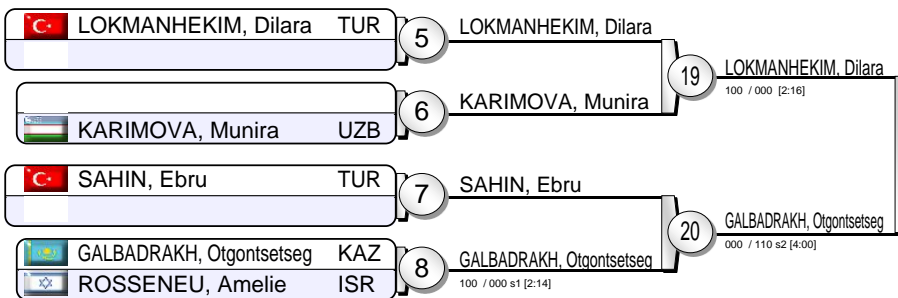 LOKMANHEKIM, Dilara TUR
5
LOKMANHEKIM, Dilara
19
LOKMANHEKIM, Dilara
100 / 000 [2:16]
6
KARIMOVA, Munira
KARIMOVA, Munira UZB
SAHIN, Ebru TUR
7
SAHIN, Ebru
20
GALBADRAKH, Otgontsetseg
000 / 110 s2 [4:00]
GALBADRAKH, Otgontsetseg KAZ
8
GALBADRAKH, Otgontsetseg
100 / 000 s1 [2:14]
ROSSENEU, Amelie ISR